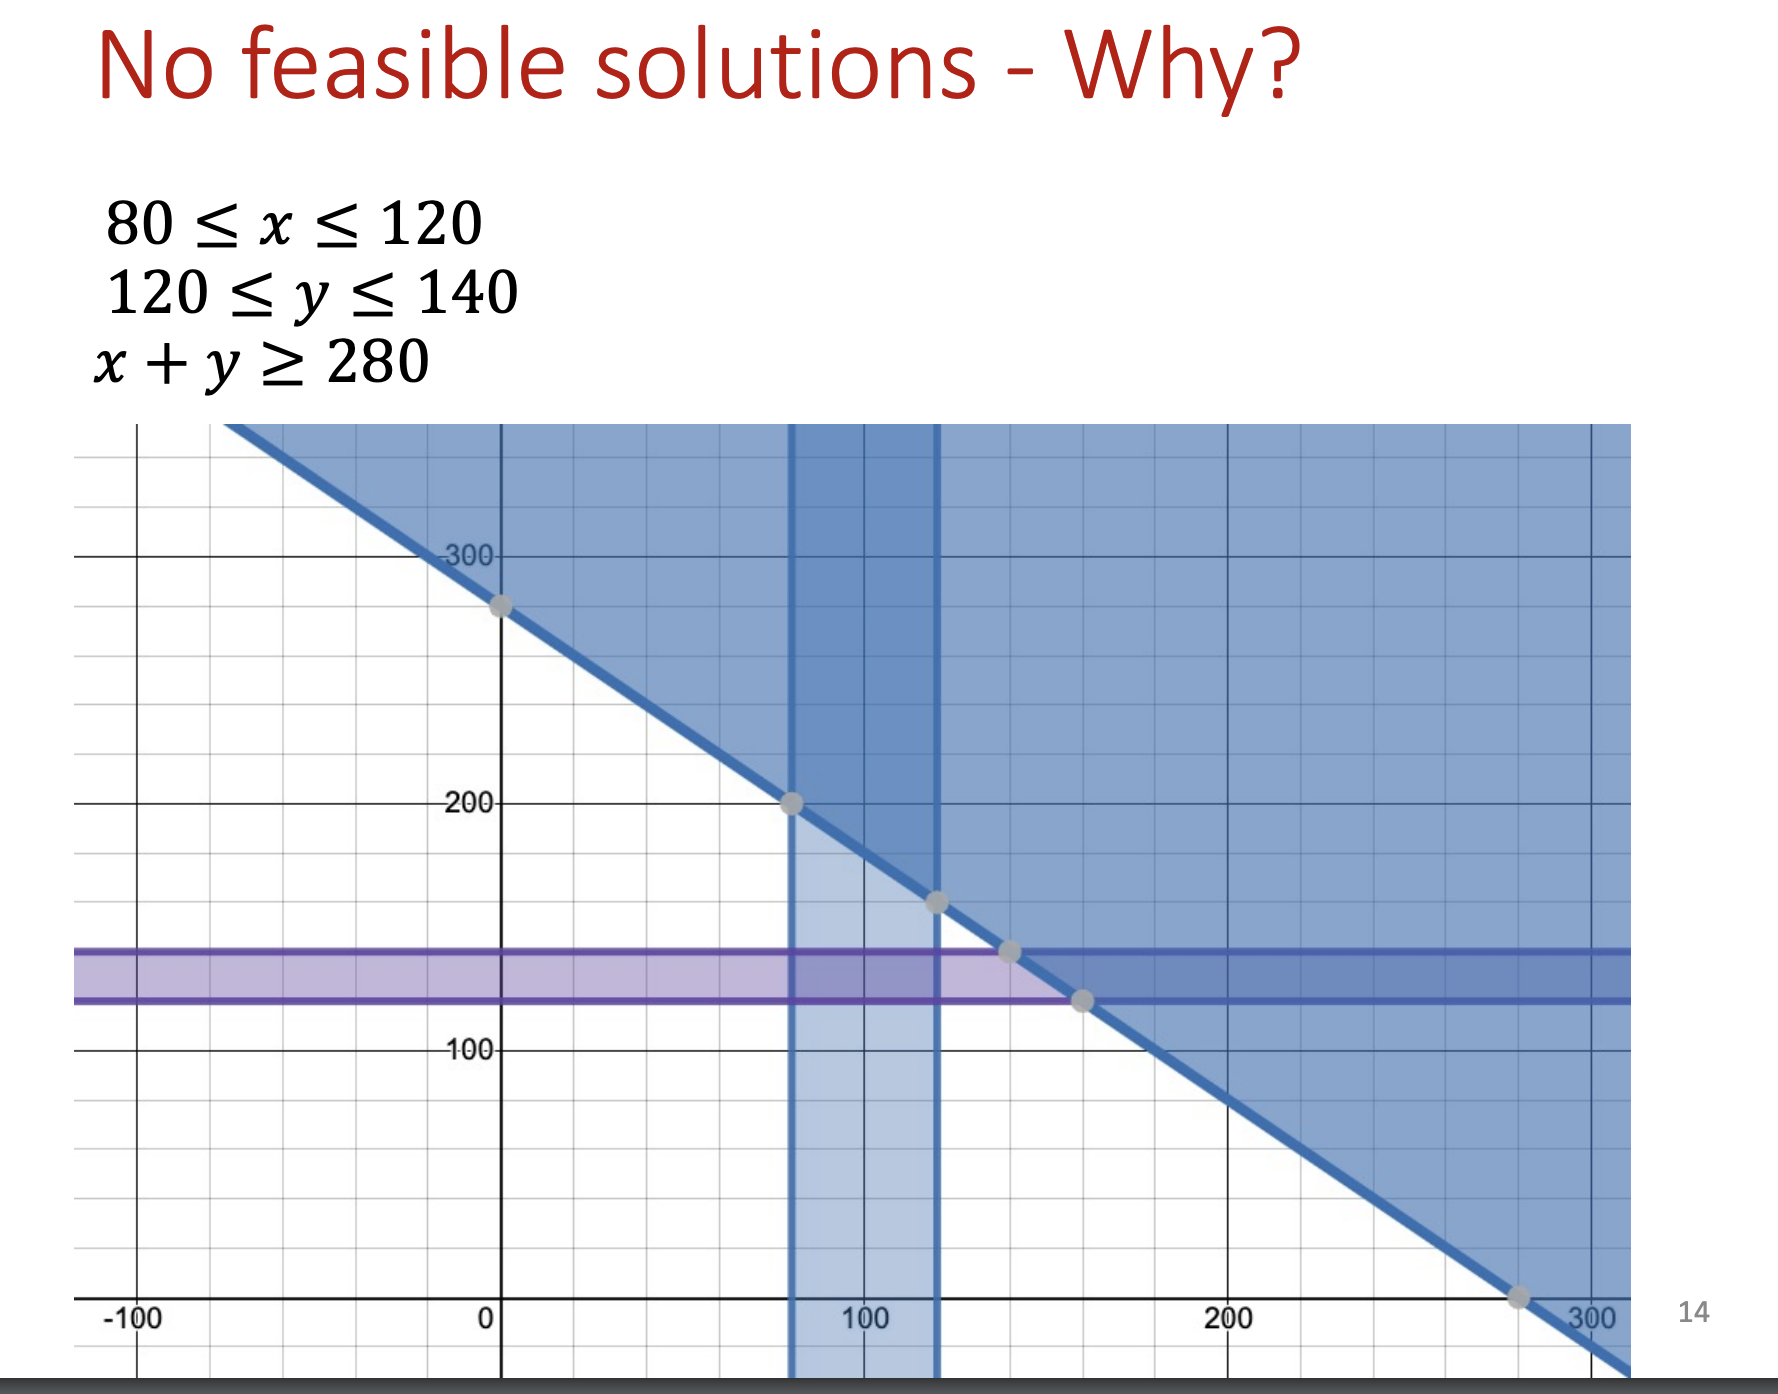 No feasible solutions - Why?
80 ≤ x ≤ 120
120 ≤ y ≤ 140
x + y ≥ 280
300
200
100
-100 0 100 200 300
14